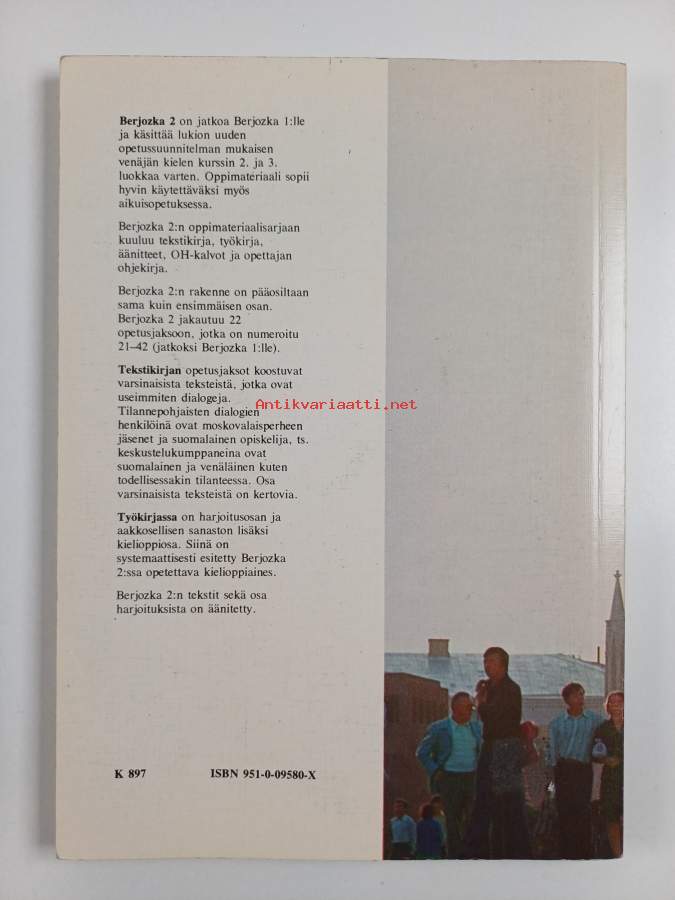 Berjozka 2 on jatkoa Berjozka 1:lle
ja käsittää lukion uuden
opetussuunnitelman mukaisen
venäjän kielen kurssin 2. ja 3.
luokkaa varten. Oppimateriaali sopii
hyvin käytettäväksi myös
aikuisopetuksessa.
Berjozka 2:n oppimateriaalisarjaan
kuuluu tekstikirja, työkirja,
äänitteet, OH-kalvot ja opettajan
ohjekirja.
Berjozka 2:n rakenne on pääosiltaan
sama kuin ensimmäisen osan.
Berjozka 2 jakautuu 22
opetusjaksoon, jotka on numeroitu
21–42 (jatkoksi Berjozka 1:lle).
Tekstikirjan opetusjaksot koostuvat
varsinaisista teksteistä, jotka ovat
useimmiten dialogeja.
Antikvariaatti.net
Tilannepohjaisten dialogien
henkilöinä ovat moskovalaisperheen
jäsenet ja suomalainen opiskelija, ts.
keskustelukumppaneina ovat
suomalainen ja venäläinen kuten
todellisessakin tilanteessa. Osa
varsinaisista teksteistä on kertovia.
Työkirjassa on harjoitusosan ja
aakkosellisen sanaston lisäksi
kielioppiosa. Siinä on
systemaattisesti esitetty Berjozka
2:ssa opetettava kielioppiaines.
Berjozka 2:n tekstit sekä osa
harjoituksista on äänitetty.
K 897 ISBN 951-0-09580-X